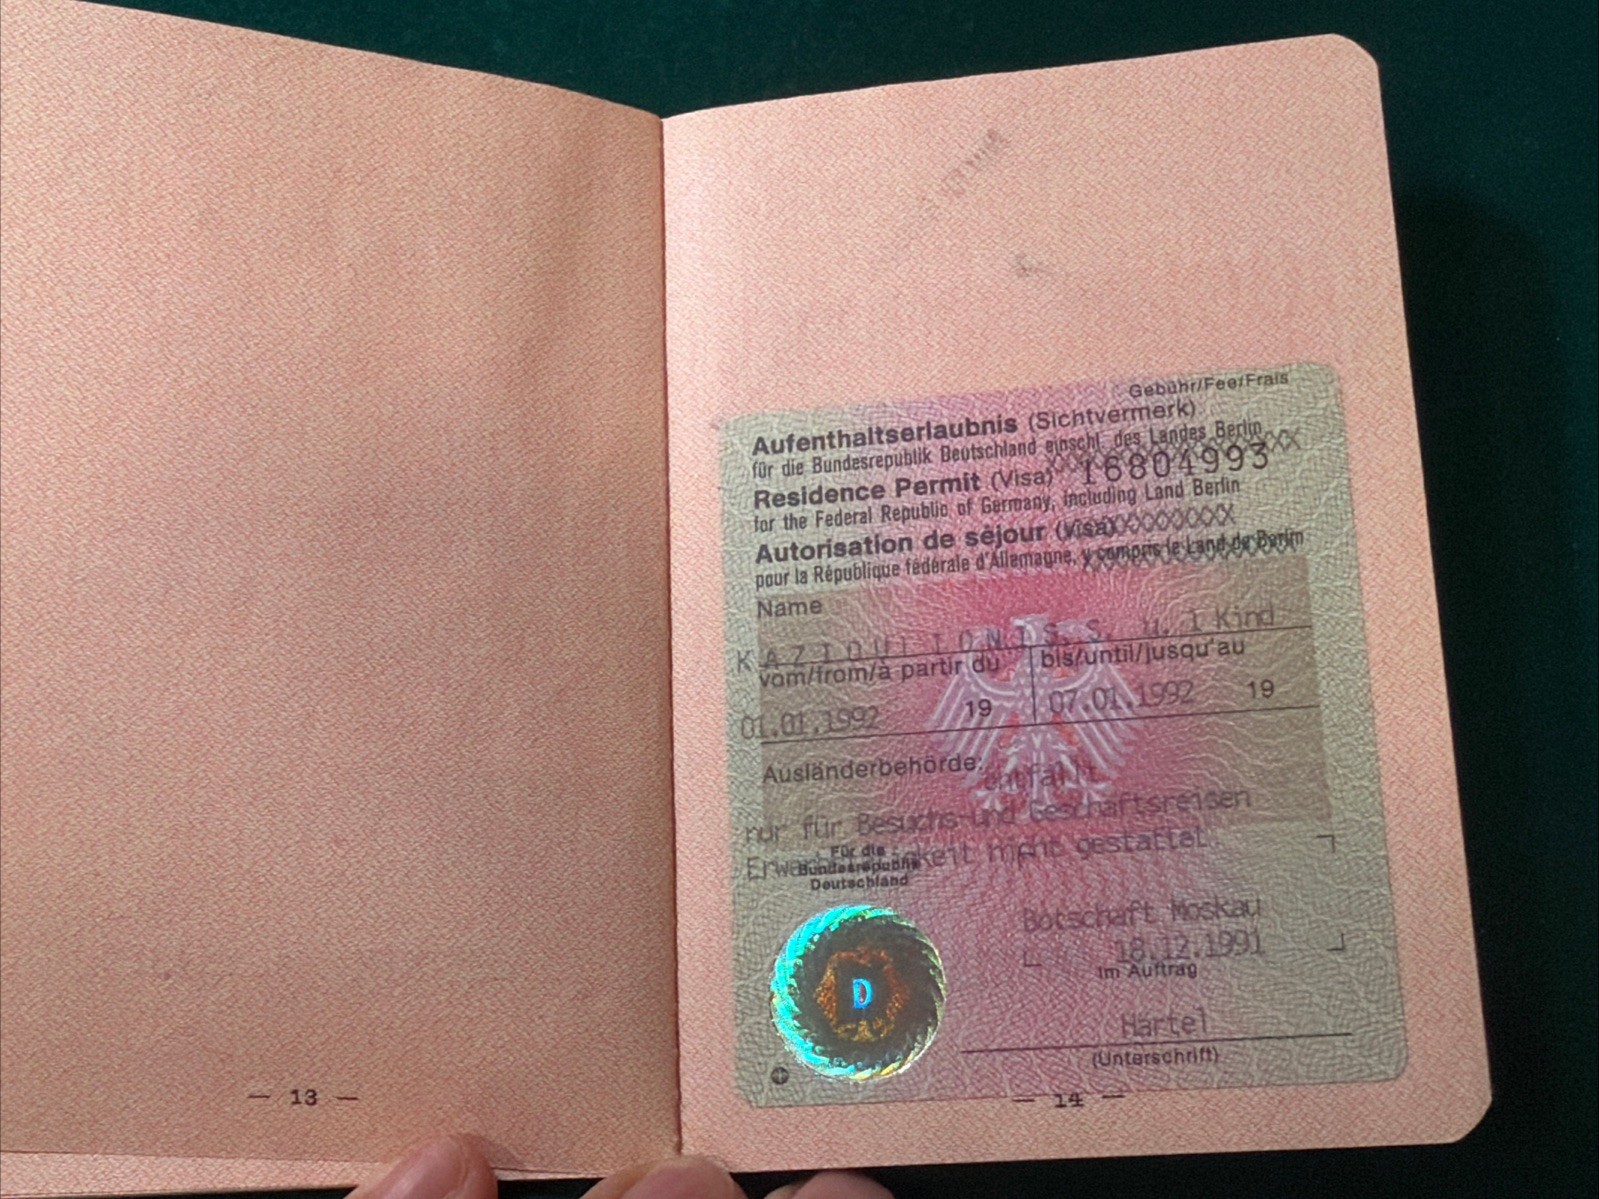 Gebühr/Fee/Frais
Aufenthaltserlaubnis (Sichtvermerk)
für die Bundesrepublik Deutschland einschl. des Landes Berlin
XXXXXXXXXXXXXX
Residence Permit (Visa) 16804993
for the Federal Republic of Germany, including Land Berlin
Autorisation de séjour (visa) XXXXXXXXX
pour la République fédérale d'Allemagne, y compris le Land de Berlin
Name
S. u. 1 Kind
vom/from/à partir du
bis/until/jusqu'au
01.01.1992 19
07.01.1992 19
Ausländerbehörde: entfällt
nur für Besuchs-und Geschäftsreisen
nicht gestattet
Für die
Bundesrepublik
Deutschland
Botschaft Moskau
18.12.1991
Im Auftrag
D
Härtel
(Unterschrift)
— 13 —
— 14 —